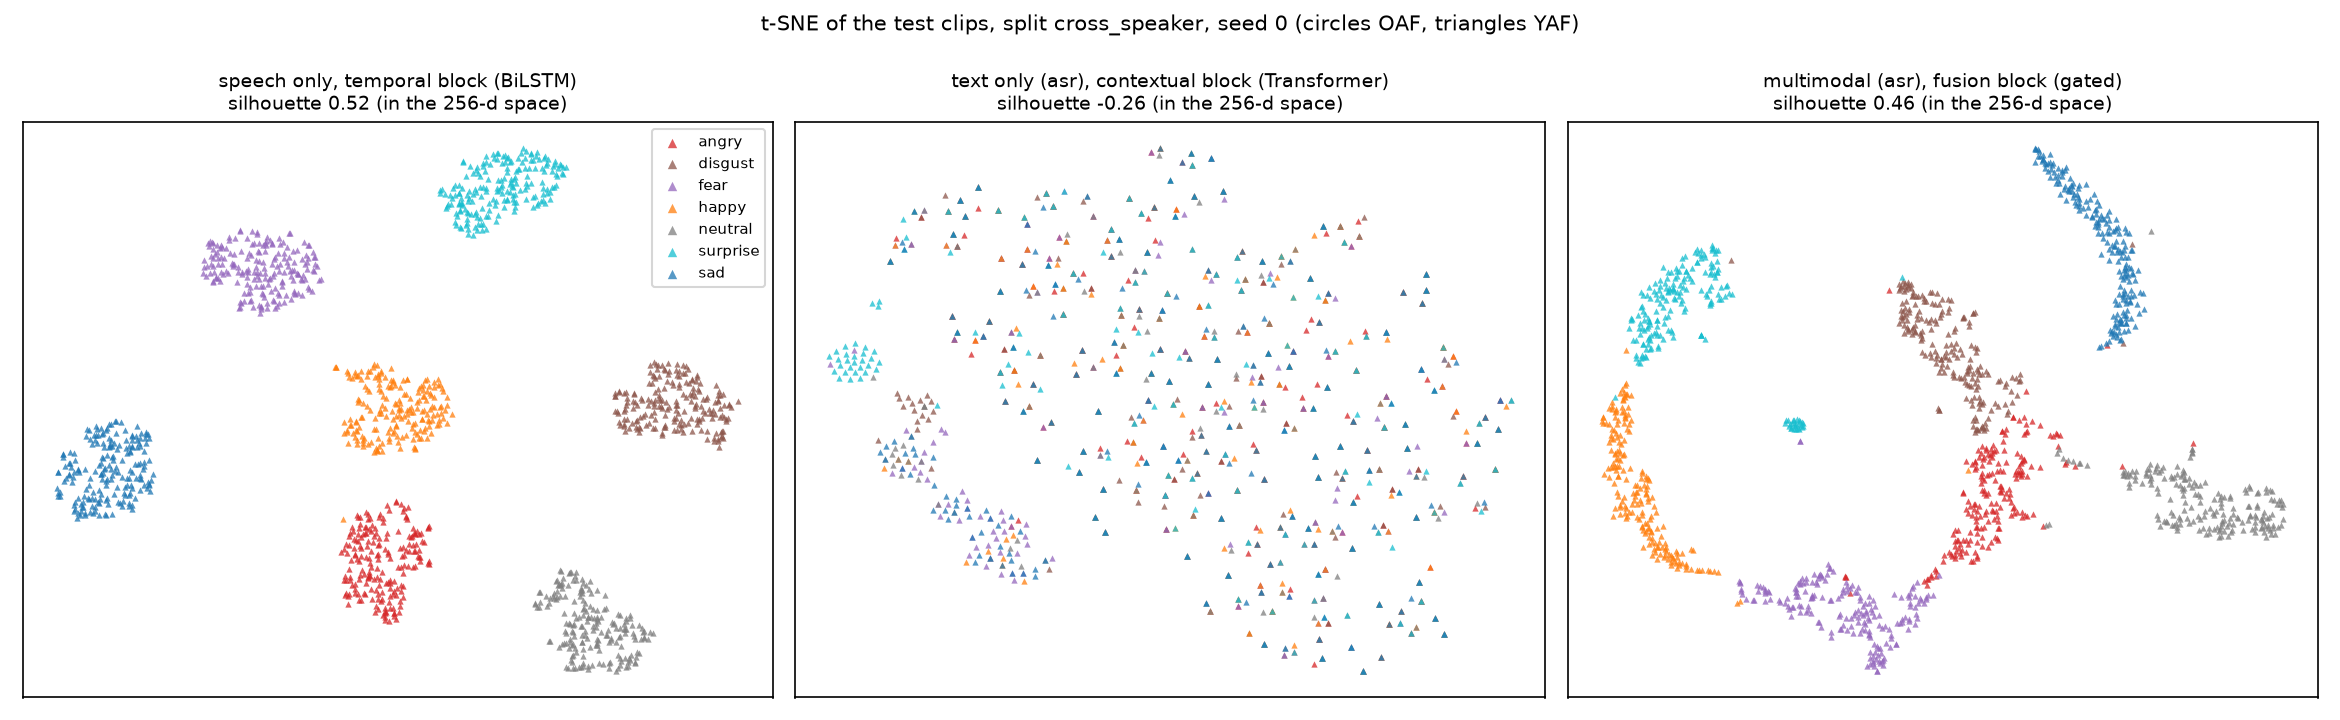 t-SNE of the test clips, split cross_speaker, seed 0 (circles OAF, triangles YAF)
speech only, temporal block (BiLSTM)
silhouette 0.52 (in the 256-d space)
angry
disgust
fear
happy
neutral
surprise
sad
text only (asr), contextual block (Transformer)
silhouette -0.26 (in the 256-d space)
multimodal (asr), fusion block (gated)
silhouette 0.46 (in the 256-d space)